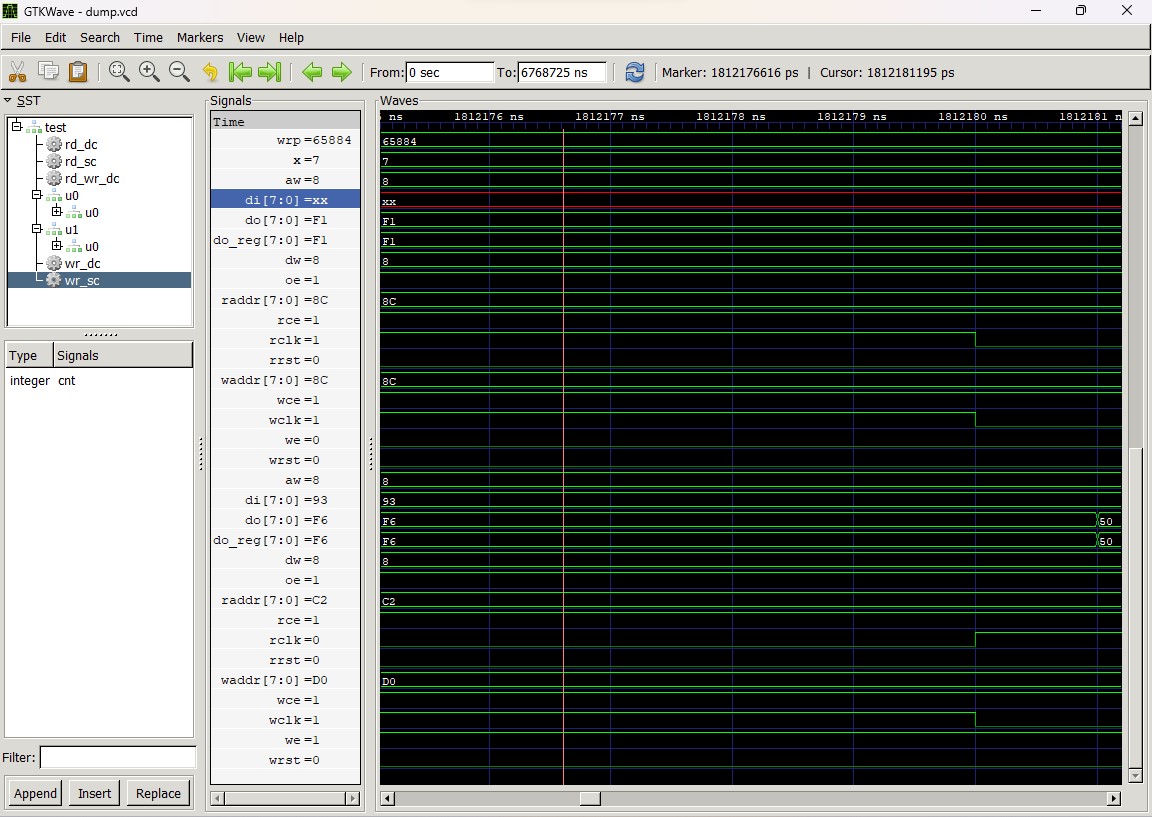 GTKWave - dump.vcd
File Edit Search Time Markers View Help
From: 0 sec To: 6768725 ns Marker: 1812176616 ps | Cursor: 1812181195 ps
SST
test
rd_dc
rd_sc
rd_wr_dc
u0
u0
u1
u0
wr_dc
wr_sc
Type Signals
integer cnt
Filter:
Append Insert Replace
Signals
Time
wrp =65884
x =7
aw =8
di[7:0] =xx
do[7:0] =F1
do_reg[7:0] =F1
dw =8
oe =1
raddr[7:0] =8C
rce =1
rclk =1
rrst =0
waddr[7:0] =8C
wce =1
wclk =1
we =0
wrst =0
aw =8
di[7:0] =93
do[7:0] =F6
do_reg[7:0] =F6
dw =8
oe =1
raddr[7:0] =C2
rce =1
rclk =0
rrst =0
waddr[7:0] =D0
wce =1
wclk =1
we =1
wrst =0
Waves
ns 1812176 ns 1812177 ns 1812178 ns 1812179 ns 1812180 ns 1812181 n
65884
7
8
xx
F1
F1
8
8C
8C
8
93
F6 50
F6 50
8
C2
D0